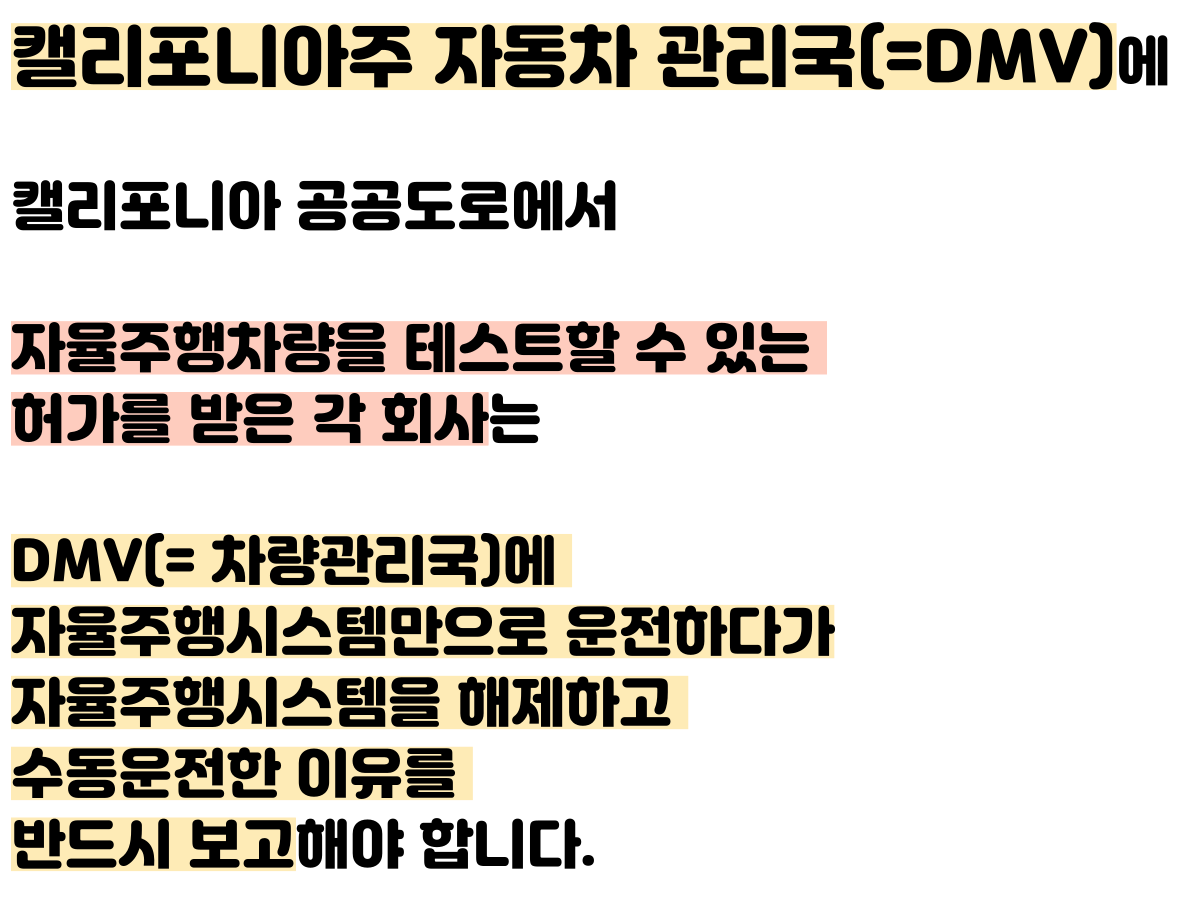 캘리포니아주 자동차 관리국(=DMV)에
캘리포니아 공공도로에서
자율주행차량을 테스트할 수 있는
허가를 받은 각 회사는
DMV(= 차량관리국)에
자율주행시스템만으로 운전하다가
자율주행시스템을 해제하고
수동운전한 이유를
반드시 보고해야 합니다.